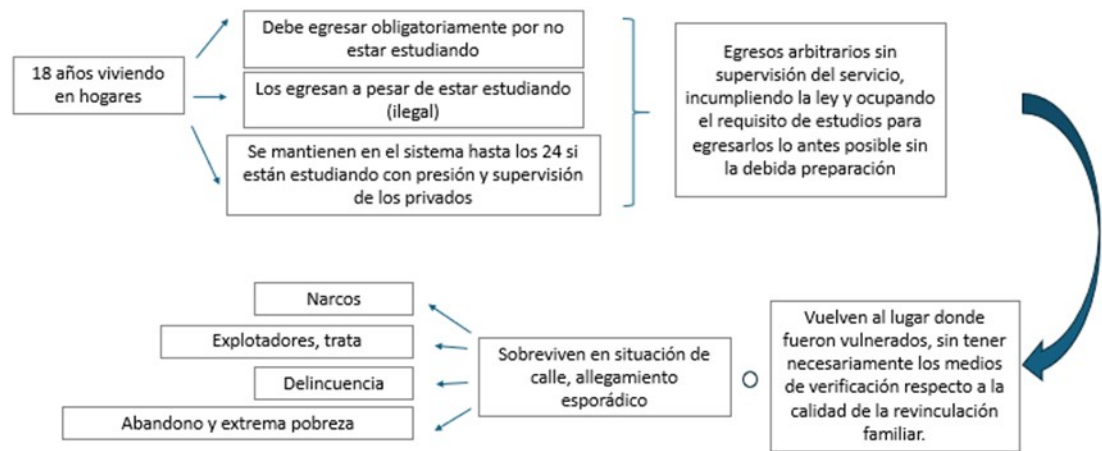 18 años viviendo
en hogares
Debe egresar obligatoriamente por no
estar estudiando
Los egresan a pesar de estar estudiando
(ilegal)
Se mantienen en el sistema hasta los 24 si
están estudiando con presión y supervisión
de los privados
Egresos arbitrarios sin
supervisión del servicio,
incumpliendo la ley y ocupando
el requisito de estudios para
egresarlos lo antes posible sin
la debida preparación
Vuelven al lugar donde
fueron vulnerados, sin tener
necesariamente los medios
de verificación respecto a la
calidad de la revinculación
familiar.
O
Sobreviven en situación de
calle, allegamiento
esporádico
Narcos
Explotadores, trata
Delincuencia
Abandono y extrema pobreza